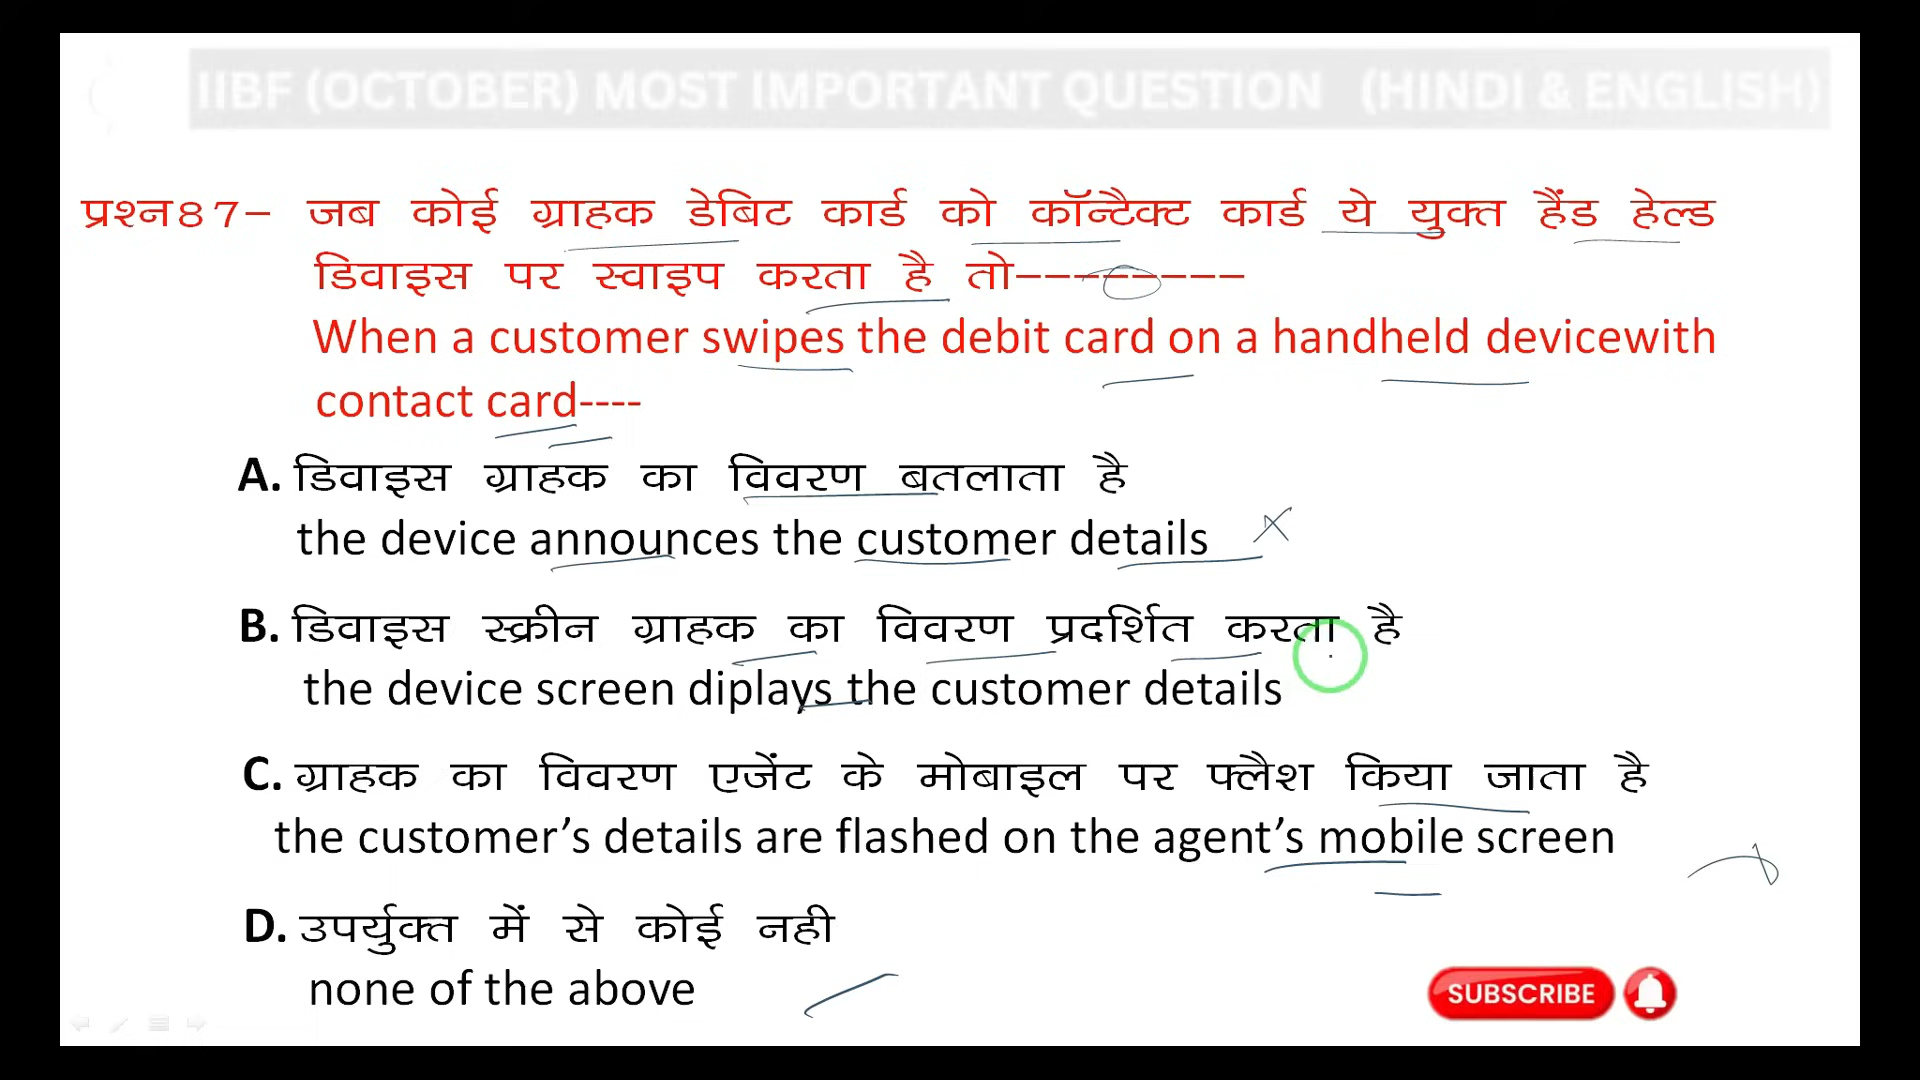 IIBF (OCTOBER) MOST IMPORTANT QUESTION (HINDI & ENGLISH)
प्रश्न87– जब कोई ग्राहक डेबिट कार्ड को कॉन्टैक्ट कार्ड ये युक्त हैंड हेल्ड
डिवाइस पर स्वाइप करता है तो––––––––
When a customer swipes the debit card on a handheld devicewith
contact card----
A. डिवाइस ग्राहक का विवरण बतलाता है
the device announces the customer details
B. डिवाइस स्क्रीन ग्राहक का विवरण प्रदर्शित करता है
the device screen diplays the customer details
C. ग्राहक का विवरण एजेंट के मोबाइल पर फ्लैश किया जाता है
the customer’s details are flashed on the agent’s mobile screen
D. उपर्युक्त में से कोई नही
none of the above
SUBSCRIBE